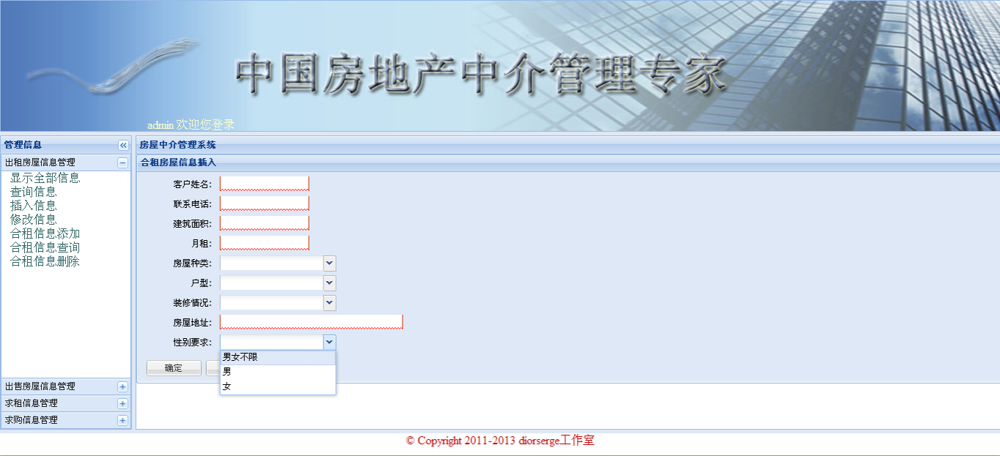 中国房地产中介管理专家
admin 欢迎您登录
管理信息
出租房屋信息管理
显示全部信息
查询信息
插入信息
修改信息
合租信息添加
合租信息查询
合租信息删除
出售房屋信息管理
求租信息管理
求购信息管理
房屋中介管理系统
合租房屋信息插入
客户姓名:
联系电话:
建筑面积:
月租:
房屋种类:
户型:
装修情况:
房屋地址:
性别要求:
男女不限
男
女
确定
© Copyright 2011-2013 diorserge工作室